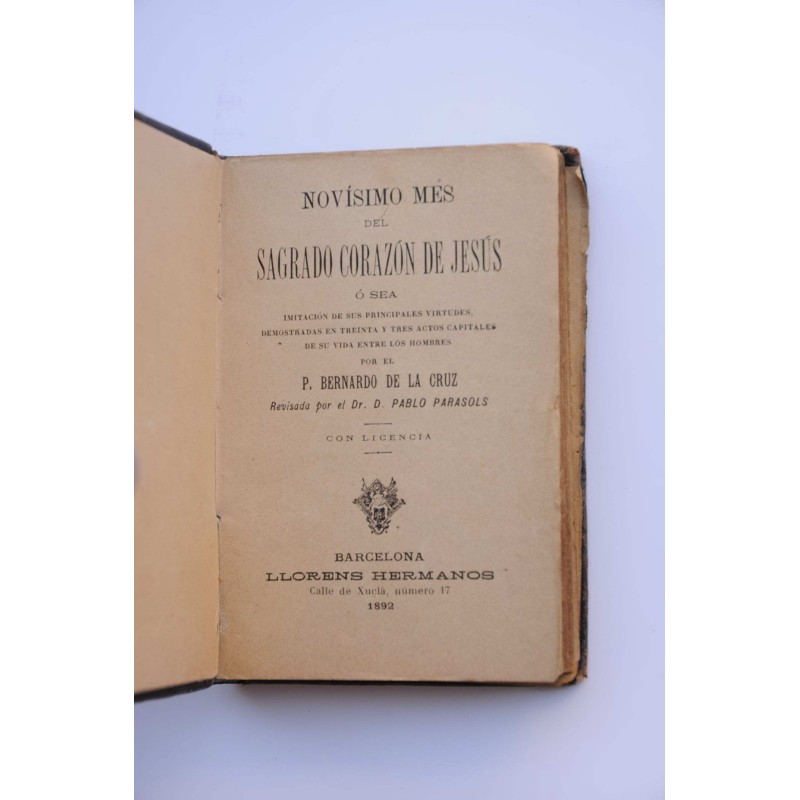 NOVÍSIMO MES
DEL
SAGRADO CORAZÓN DE JESÚS
Ó SEA
IMITACIÓN DE SUS PRINCIPALES VIRTUDES,
DEMOSTRADAS EN TREINTA Y TRES ACTOS CAPITALES
DE SU VIDA ENTRE LOS HOMBRES
POR EL
P. BERNARDO DE LA CRUZ
Revisada por el Dr. D. PABLO PARASOLS
CON LICENCIA
BARCELONA
LLORENS HERMANOS
Calle de Xuclá, número 17
1892